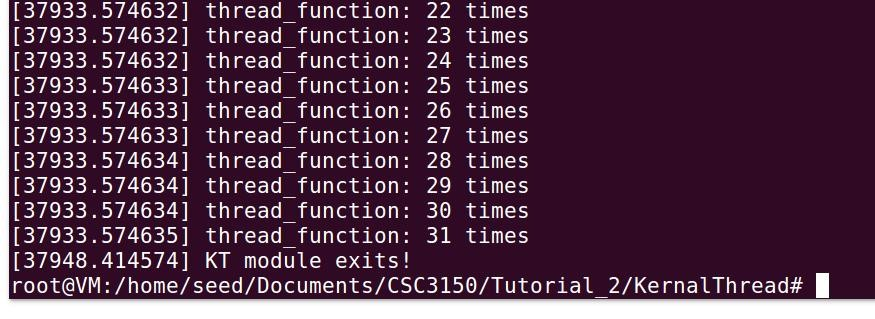 [37933.574632] thread_function: 22 times
[37933.574632] thread_function: 23 times
[37933.574632] thread_function: 24 times
[37933.574633] thread_function: 25 times
[37933.574633] thread_function: 26 times
[37933.574633] thread_function: 27 times
[37933.574634] thread_function: 28 times
[37933.574634] thread_function: 29 times
[37933.574634] thread_function: 30 times
[37933.574635] thread_function: 31 times
[37948.414574] KT module exits!
root@VM:/home/seed/Documents/CSC3150/Tutorial_2/KernalThread#